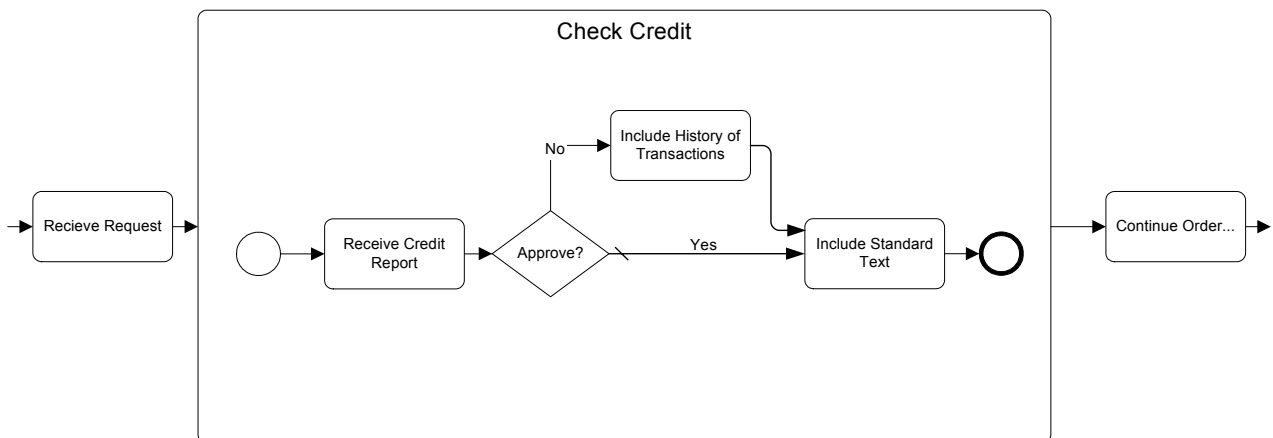 Check Credit
Include History of
Transactions
No
Recieve Request
Receive Credit
Report
Approve?
Yes
Include Standard
Text
Continue Order...